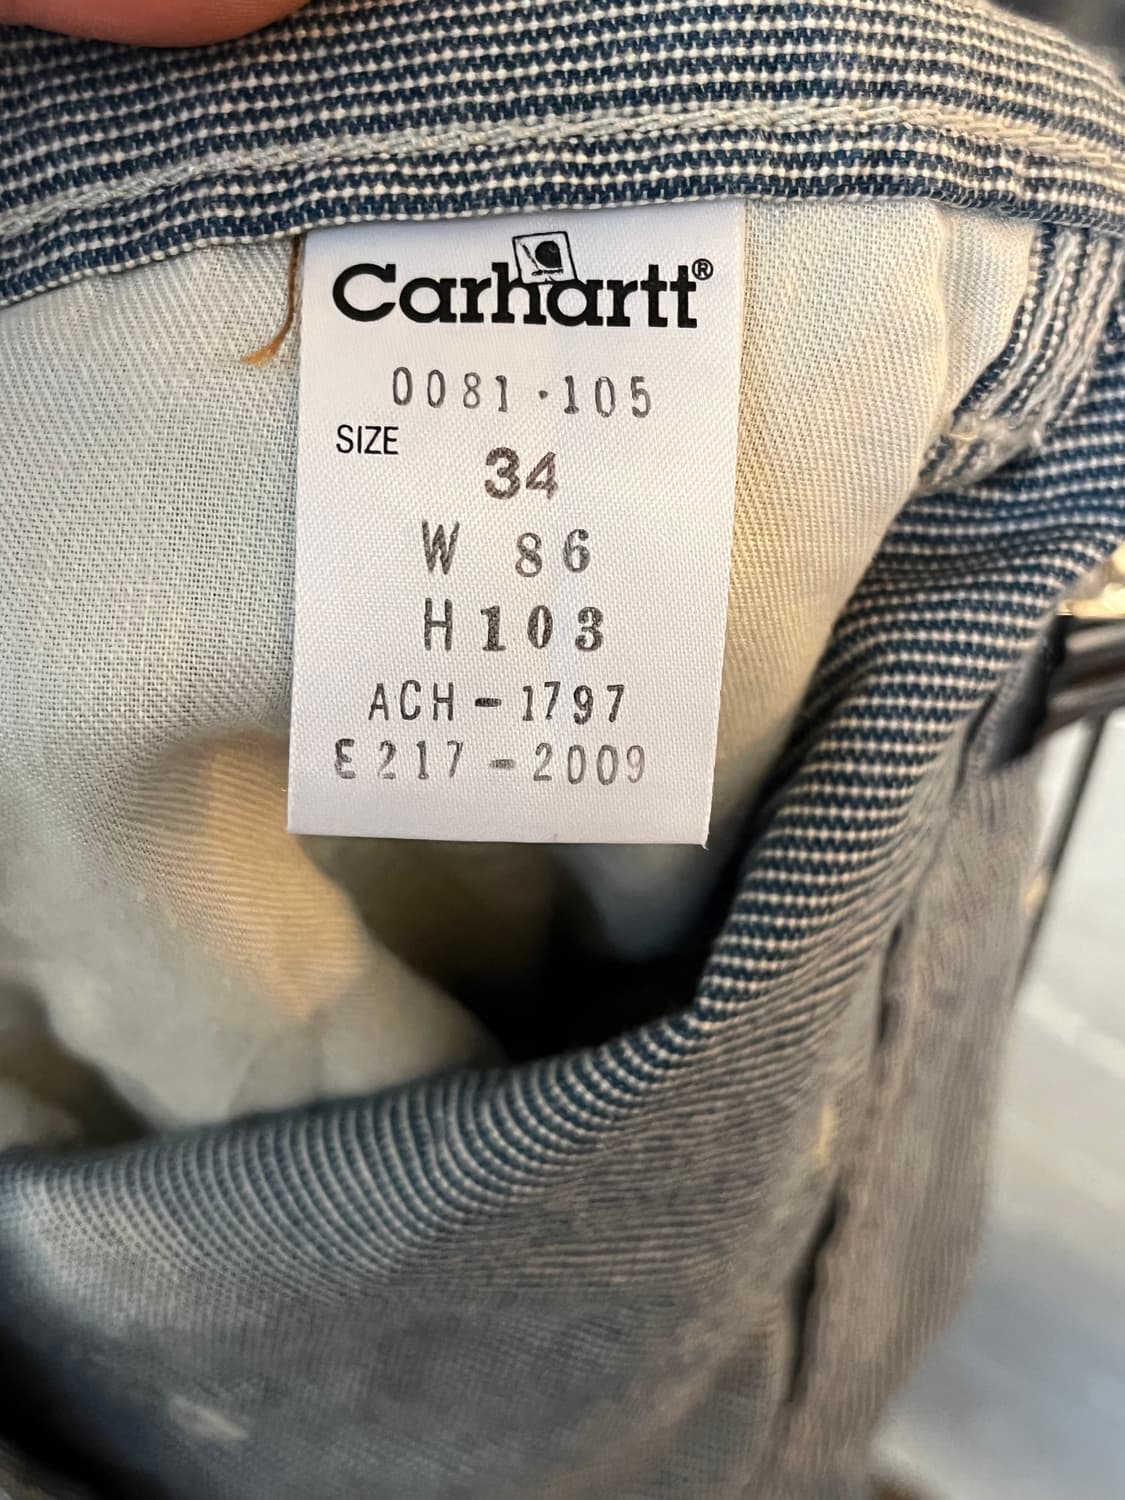 Carhartt®
0081·105
SIZE
34
W 86
H103
ACH-1797
E217-2009